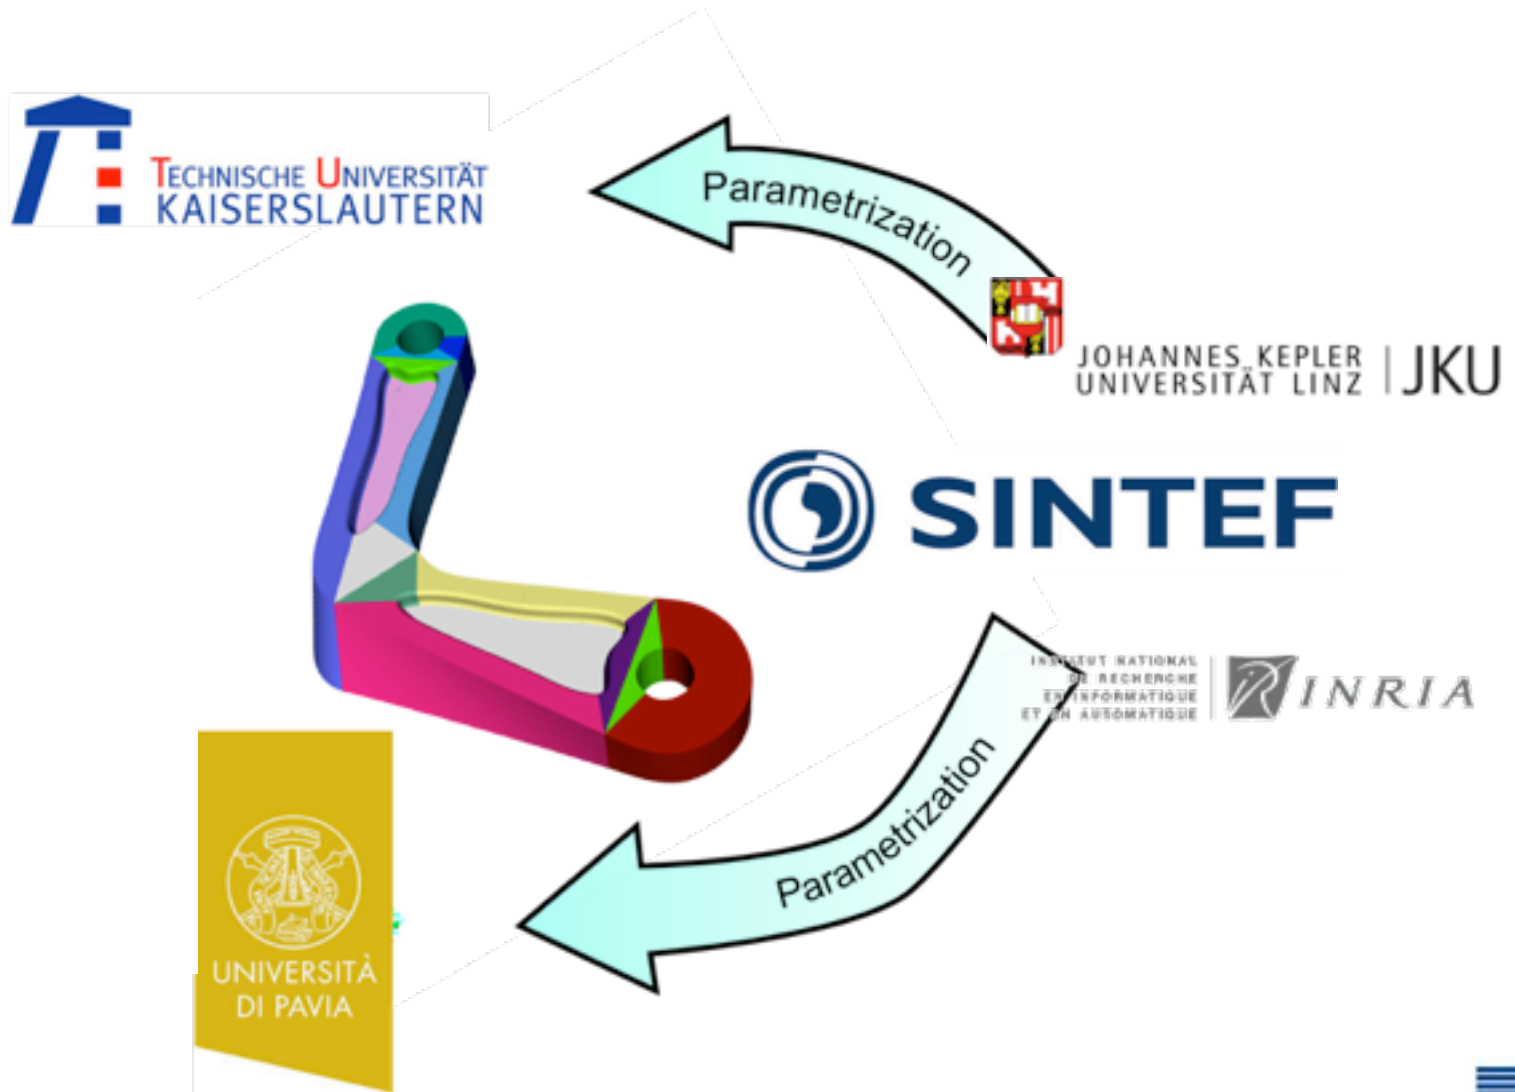 TECHNISCHE UNIVERSITÄT
KAISERSLAUTERN
Parametrization
JOHANNES KEPLER
UNIVERSITÄT LINZ | JKU
SINTEF
INSTITUT NATIONAL
DE RECHERCHE
EN INFORMATIQUE
ET EN AUTOMATIQUE
INRIA
Parametrization
UNIVERSITÀ
DI PAVIA